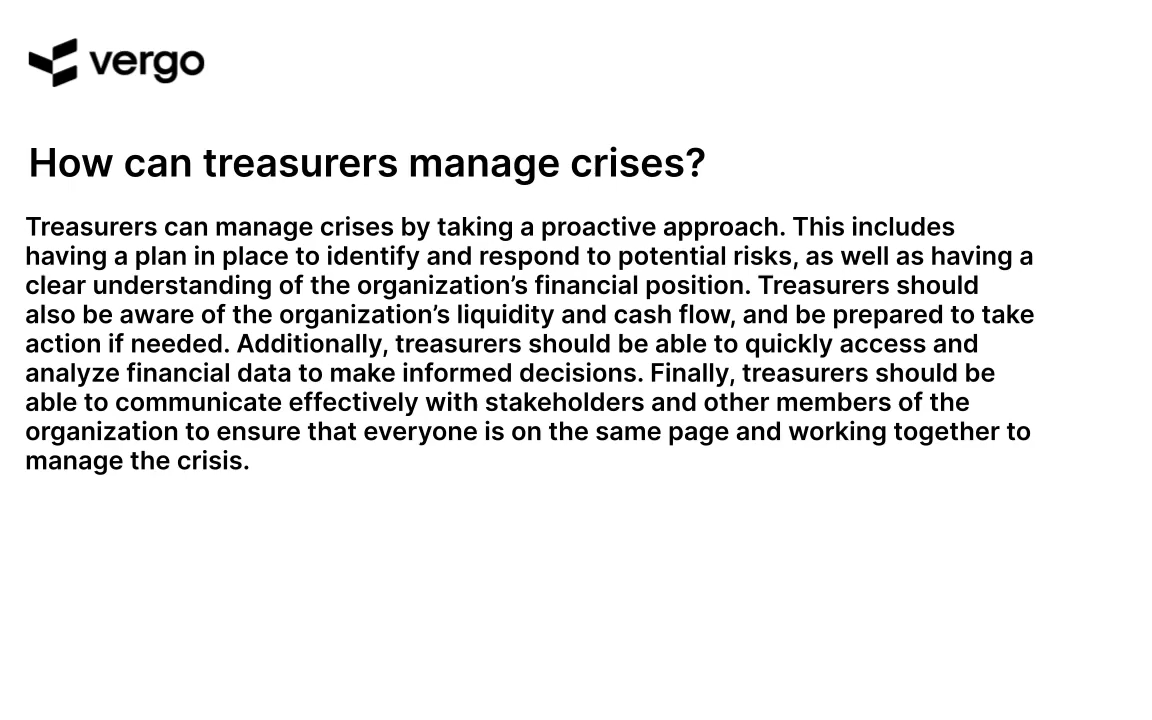 vergo
How can treasurers manage crises?
Treasurers can manage crises by taking a proactive approach. This includes
having a plan in place to identify and respond to potential risks, as well as having a
clear understanding of the organization’s financial position. Treasurers should
also be aware of the organization’s liquidity and cash flow, and be prepared to take
action if needed. Additionally, treasurers should be able to quickly access and
analyze financial data to make informed decisions. Finally, treasurers should be
able to communicate effectively with stakeholders and other members of the
organization to ensure that everyone is on the same page and working together to
manage the crisis.